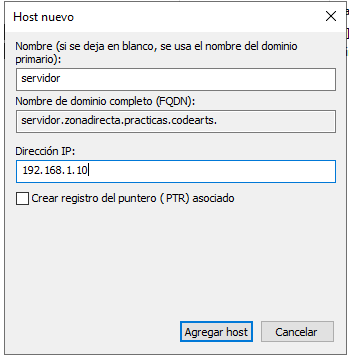 Host nuevo
Nombre (si se deja en blanco, se usa el nombre del dominio
primario):
servidor
Nombre de dominio completo (FQDN):
servidor.zonadirecta.practicas.codearts.
Dirección IP:
192.168.1.10
Crear registro del puntero (PTR) asociado
Agregar host
Cancelar